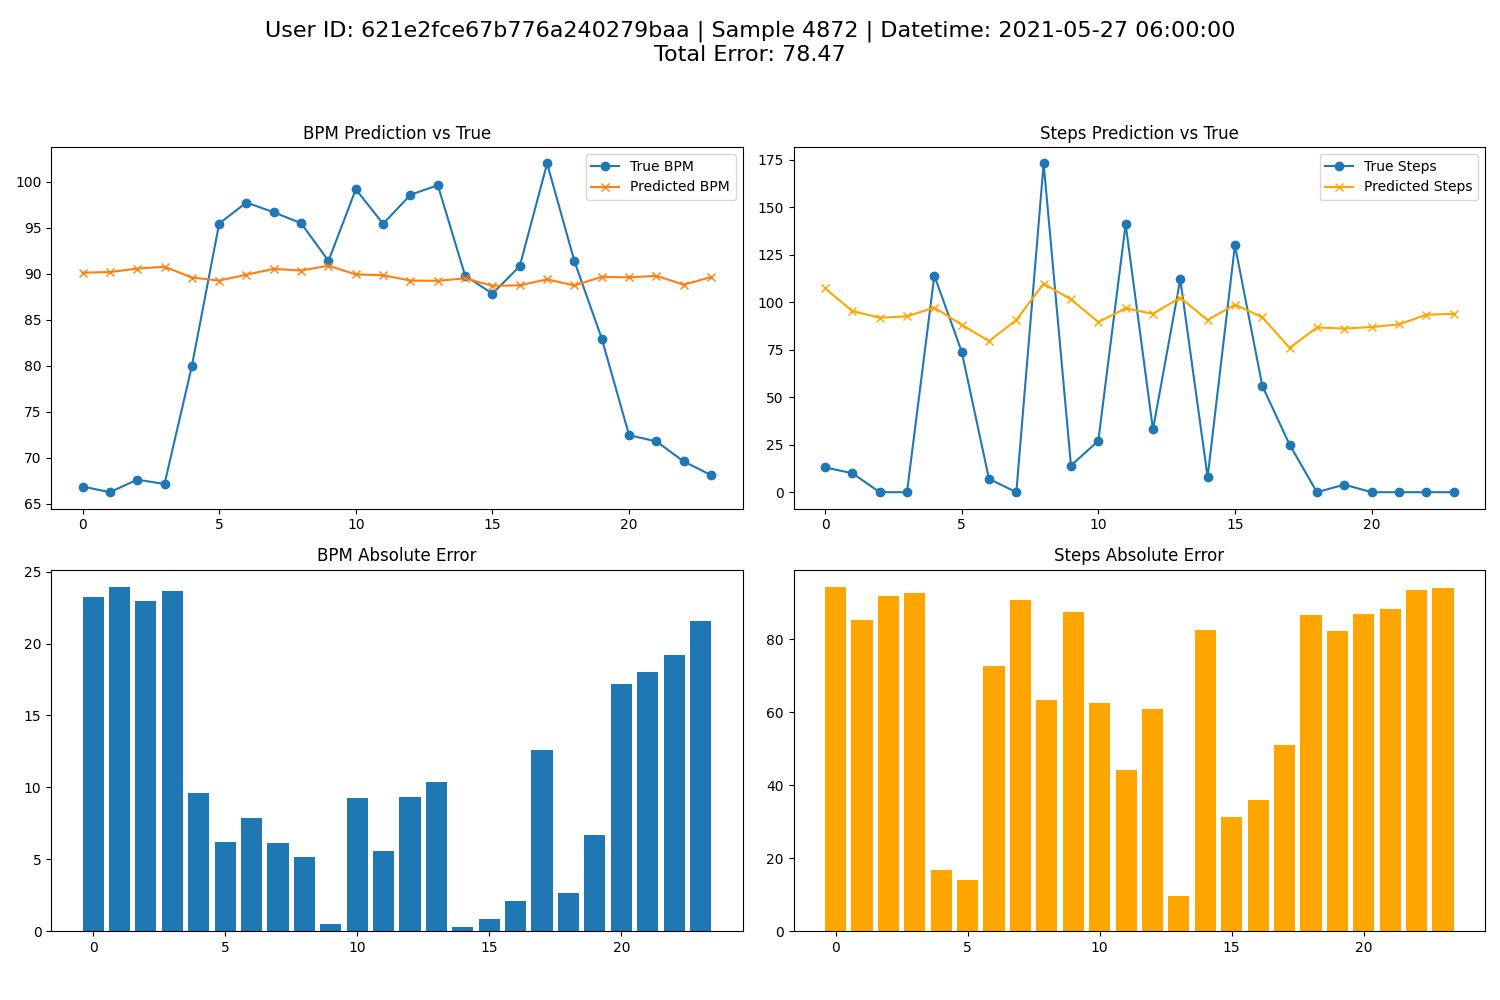 User ID: 621e2fce67b776a240279baa | Sample 4872 | Datetime: 2021-05-27 06:00:00
Total Error: 78.47
BPM Prediction vs True
True BPM
Predicted BPM
100
95
90
85
80
75
70
65
0 5 10 15 20
Steps Prediction vs True
True Steps
Predicted Steps
175
150
125
100
75
50
25
0
0 5 10 15 20
BPM Absolute Error
25
20
15
10
5
0
0 5 10 15 20
Steps Absolute Error
80
60
40
20
0
0 5 10 15 20